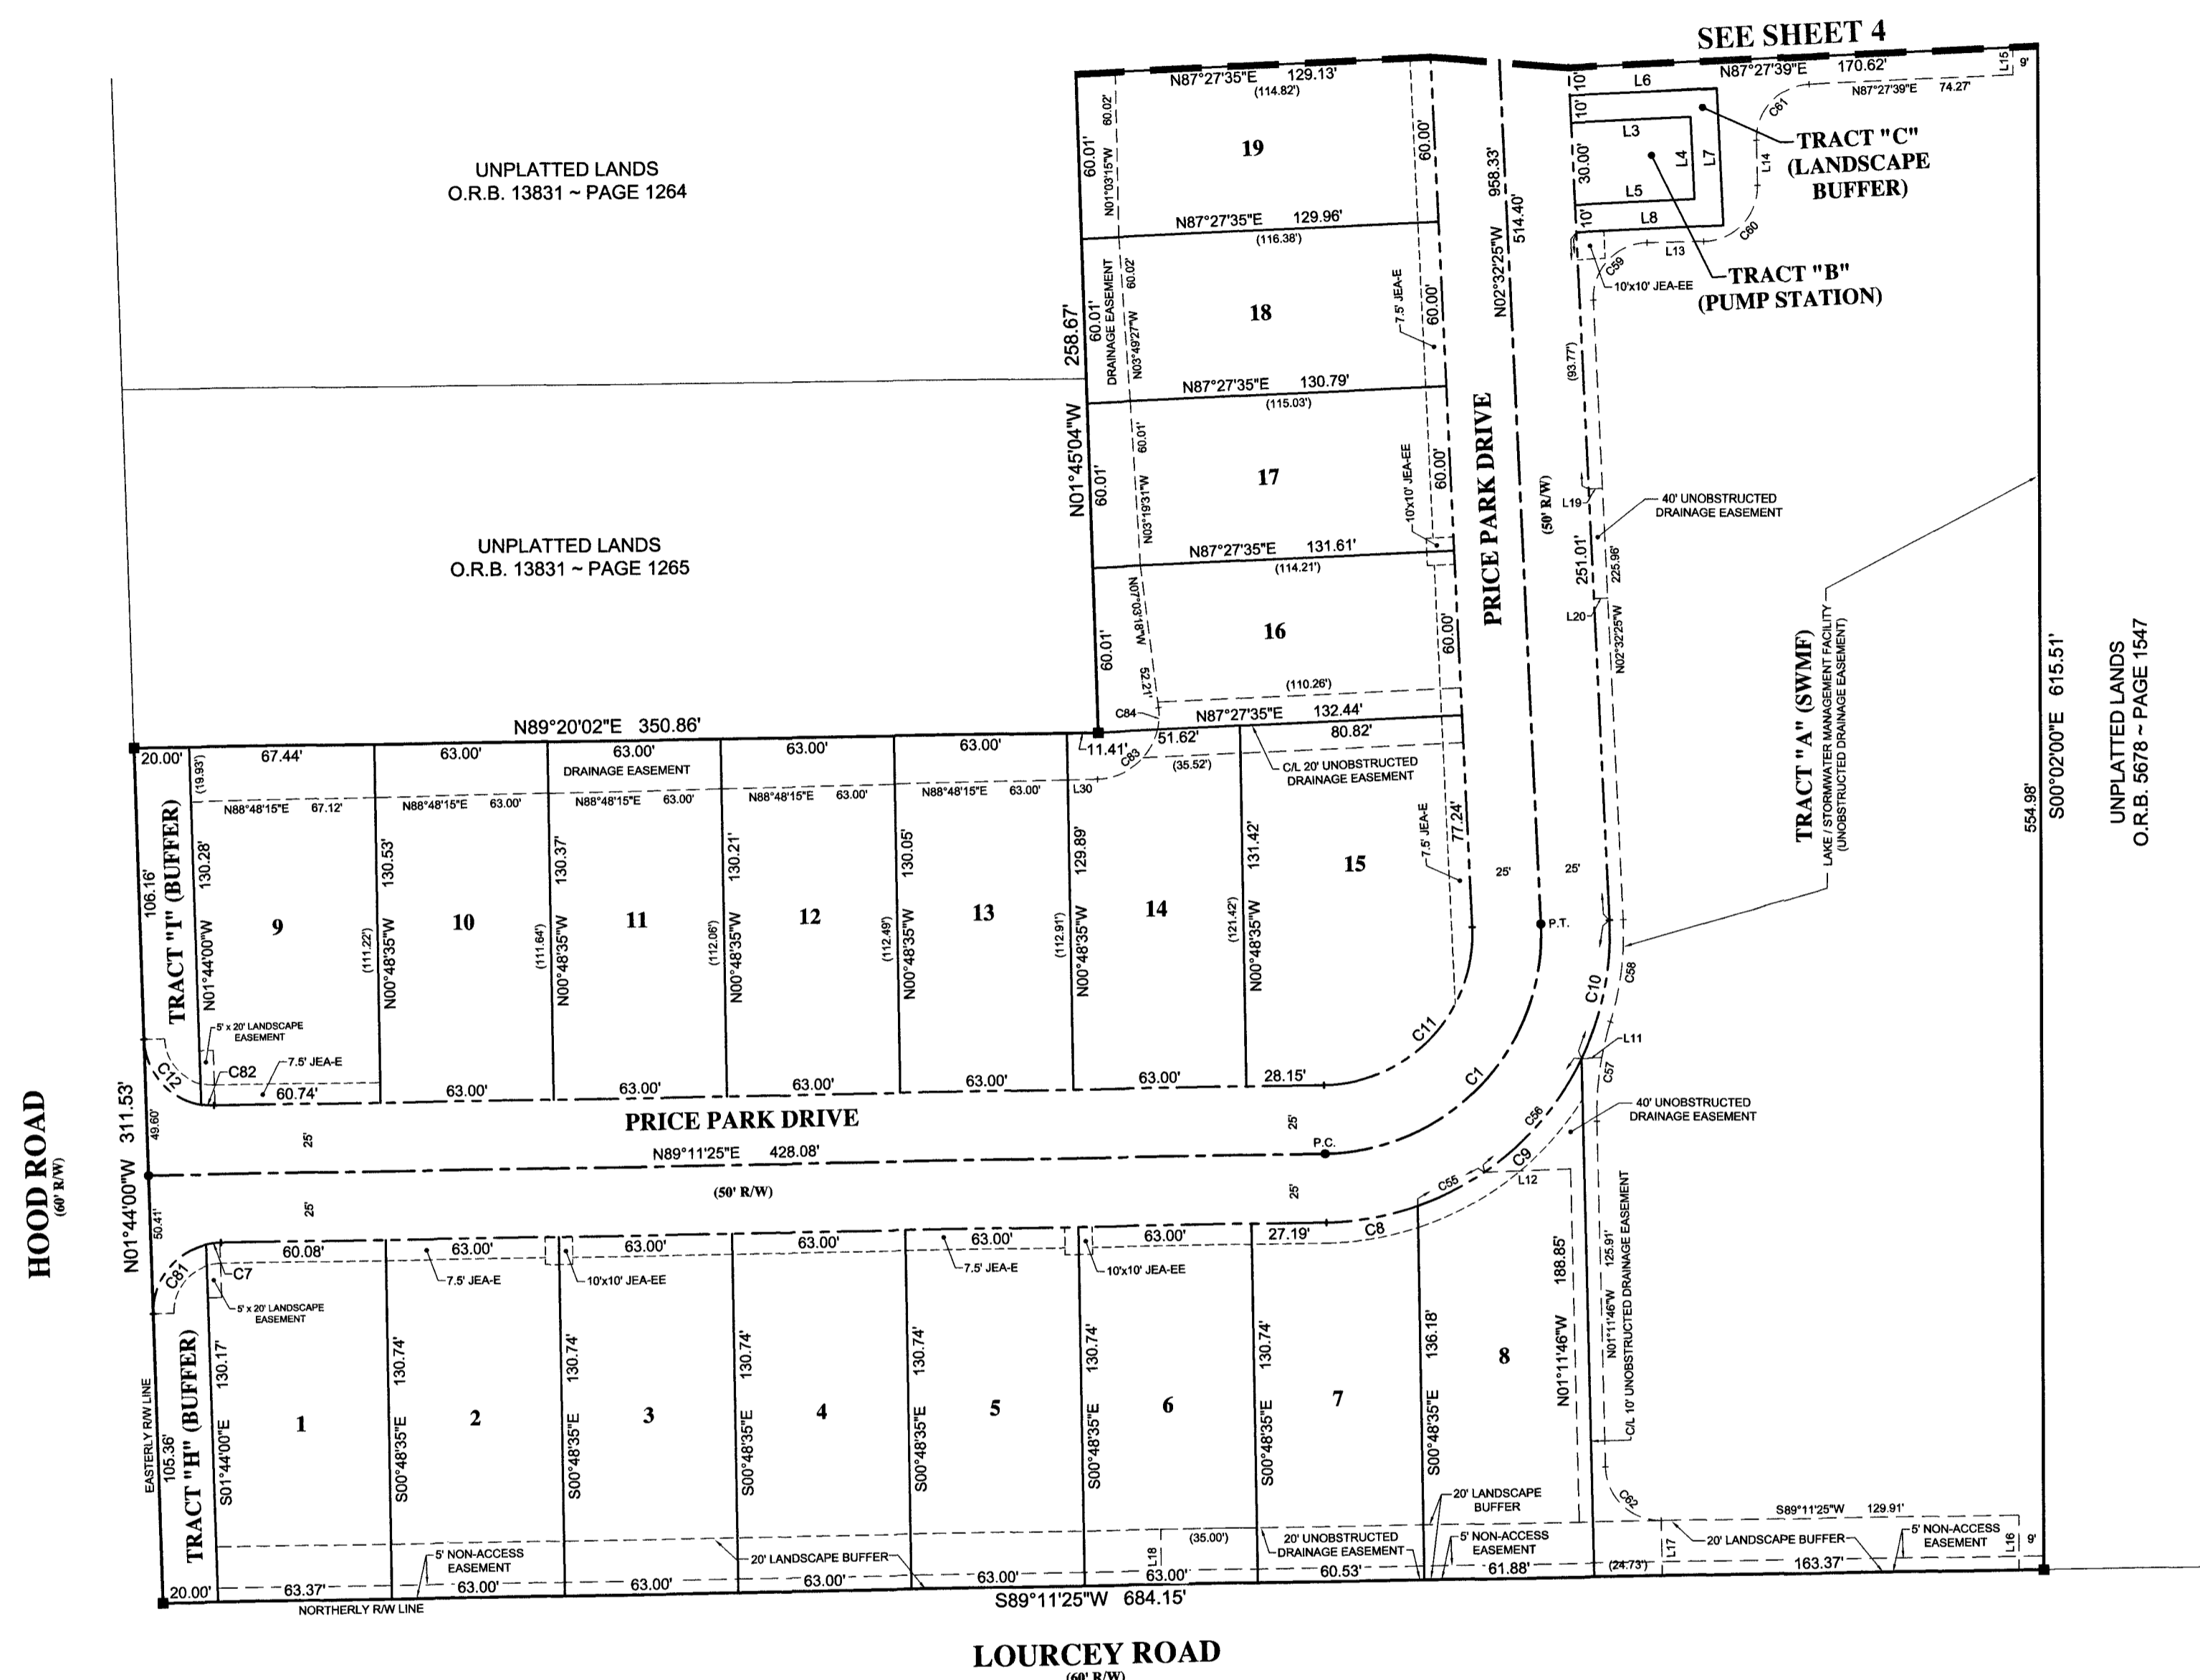 SEE SHEET 4
N87°27'35"E 129.13'
(114.82')
N87°27'39"E 170.62'
L15
9'
N87°27'39"E 74.27'
C61
L6
10'
10'
L3
L4
L7
30.00'
L5
L8
10'
L14
C60
L13
C59
TRACT "C"
(LANDSCAPE
BUFFER)
TRACT "B"
(PUMP STATION)
10'x10' JEA-EE
UNPLATTED LANDS
O.R.B. 13831 ~ PAGE 1264
60.01'
N01°03'15"W 60.02'
19
60.00'
N87°27'35"E 129.96'
(116.38')
N02°32'25"W 958.33'
514.40'
258.67'
N01°45'04"W
60.01'
DRAINAGE EASEMENT
N03°49'27"W 60.02'
18
7.5' JEA-E
60.00'
(93.77')
N87°27'35"E 130.79'
(115.03')
60.01'
N03°19'31"W 60.01'
17
10'x10' JEA-EE
60.00'
PRICE PARK DRIVE
(50' R/W)
L19
40' UNOBSTRUCTED
DRAINAGE EASEMENT
251.01'
225.96'
L20
N02°32'25"W
UNPLATTED LANDS
O.R.B. 13831 ~ PAGE 1265
N87°27'35"E 131.61'
(114.21')
60.01'
N07°03'18"W 52.21'
16
60.00'
(110.26')
C84
N87°27'35"E 132.44'
TRACT "A" (SWMF)
LAKE / STORMWATER MANAGEMENT FACILITY
(UNOBSTRUCTED DRAINAGE EASEMENT)
554.98'
S00°02'00"E 615.51'
UNPLATTED LANDS
O.R.B. 5678 ~ PAGE 1547
N89°20'02"E 350.86'
20.00'
67.44'
63.00'
63.00'
63.00'
63.00'
11.41'
51.62'
80.82'
(19.93')
DRAINAGE EASEMENT
C83
(35.52')
C/L 20' UNOBSTRUCTED
DRAINAGE EASEMENT
N88°48'15"E 67.12'
N88°48'15"E 63.00'
N88°48'15"E 63.00'
N88°48'15"E 63.00'
N88°48'15"E 63.00'
L30
106.16'
TRACT "I" (BUFFER)
N01°44'00"W 130.28'
9
(111.22')
N00°48'35"W 130.53'
10
(111.64')
N00°48'35"W 130.37'
11
(112.06')
N00°48'35"W 130.21'
12
(112.49')
N00°48'35"W 130.05'
13
(112.91')
N00°48'35"W 129.89'
14
(121.42')
N00°48'35"W 131.42'
15
7.5' JEA-E
77.24'
25'
25'
P.T.
C58
C10
L11
C57
C11
C1
5' x 20' LANDSCAPE
EASEMENT
7.5' JEA-E
C12
C82
60.74'
63.00'
63.00'
63.00'
63.00'
63.00'
28.15'
PRICE PARK DRIVE
25'
25'
P.C.
N89°11'25"E 428.08'
(50' R/W)
25'
25'
C56
C9
C55
L12
C8
40' UNOBSTRUCTED
DRAINAGE EASEMENT
HOOD ROAD
(60' R/W)
N01°44'00"W 311.53'
49.60'
50.41'
C81
C7
60.08'
63.00'
63.00'
63.00'
63.00'
63.00'
27.19'
5' x 20' LANDSCAPE
EASEMENT
7.5' JEA-E
10'x10' JEA-EE
7.5' JEA-E
10'x10' JEA-EE
EASTERLY R/W LINE
105.36'
TRACT "H" (BUFFER)
S01°44'00"E 130.17'
1
S00°48'35"E 130.74'
2
S00°48'35"E 130.74'
3
S00°48'35"E 130.74'
4
S00°48'35"E 130.74'
5
S00°48'35"E 130.74'
6
S00°48'35"E 130.74'
7
S00°48'35"E 136.18'
8
N01°11'46"W 188.85'
N01°11'46"W 125.91'
C/L 10' UNOBSTRUCTED DRAINAGE EASEMENT
C62
20' LANDSCAPE
BUFFER
S89°11'25"W 129.91'
5' NON-ACCESS
EASEMENT
20' LANDSCAPE BUFFER
L18
(35.00')
20' UNOBSTRUCTED
DRAINAGE EASEMENT
5' NON-ACCESS
EASEMENT
L17
20' LANDSCAPE BUFFER
5' NON-ACCESS
EASEMENT
L16
9'
20.00'
63.37'
63.00'
63.00'
63.00'
63.00'
63.00'
60.53'
61.88'
(24.73')
163.37'
NORTHERLY R/W LINE
S89°11'25"W 684.15'
LOURCEY ROAD
(60' R/W)